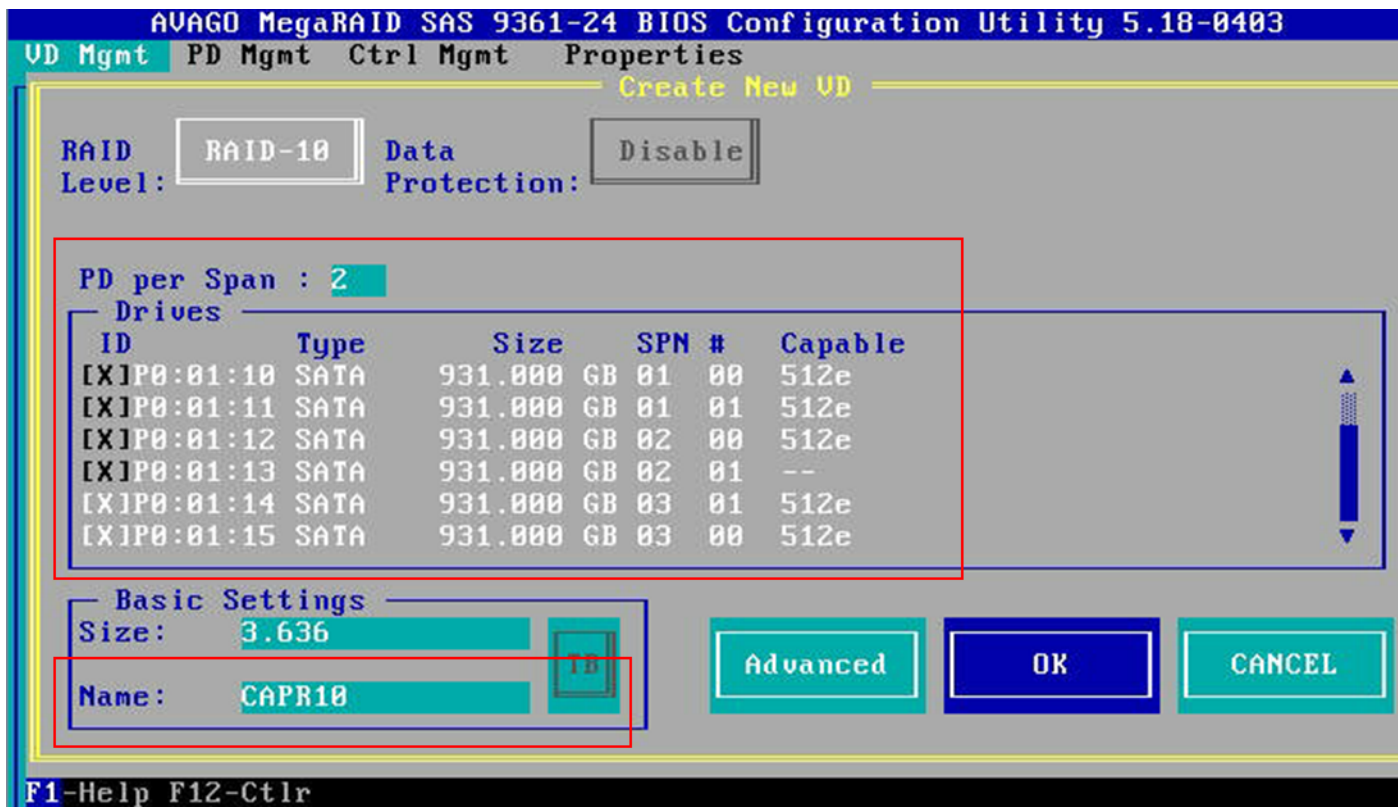 AVAGO MegaRAID SAS 9361-24 BIOS Configuration Utility 5.18-0403
VD Mgmt PD Mgmt Ctrl Mgmt Properties
Create New VD
RAID Level: RAID-10 Data Protection: Disable
PD per Span : 2
Drives
ID Type Size SPN # Capable
[X]P0:01:10 SATA 931.000 GB 01 00 512e
[X]P0:01:11 SATA 931.000 GB 01 01 512e
[X]P0:01:12 SATA 931.000 GB 02 00 512e
[X]P0:01:13 SATA 931.000 GB 02 01 --
[X]P0:01:14 SATA 931.000 GB 03 01 512e
[X]P0:01:15 SATA 931.000 GB 03 00 512e
Basic Settings
Size: 3.636 TB
Name: CAPR10
Advanced OK CANCEL
F1-Help F12-Ctlr